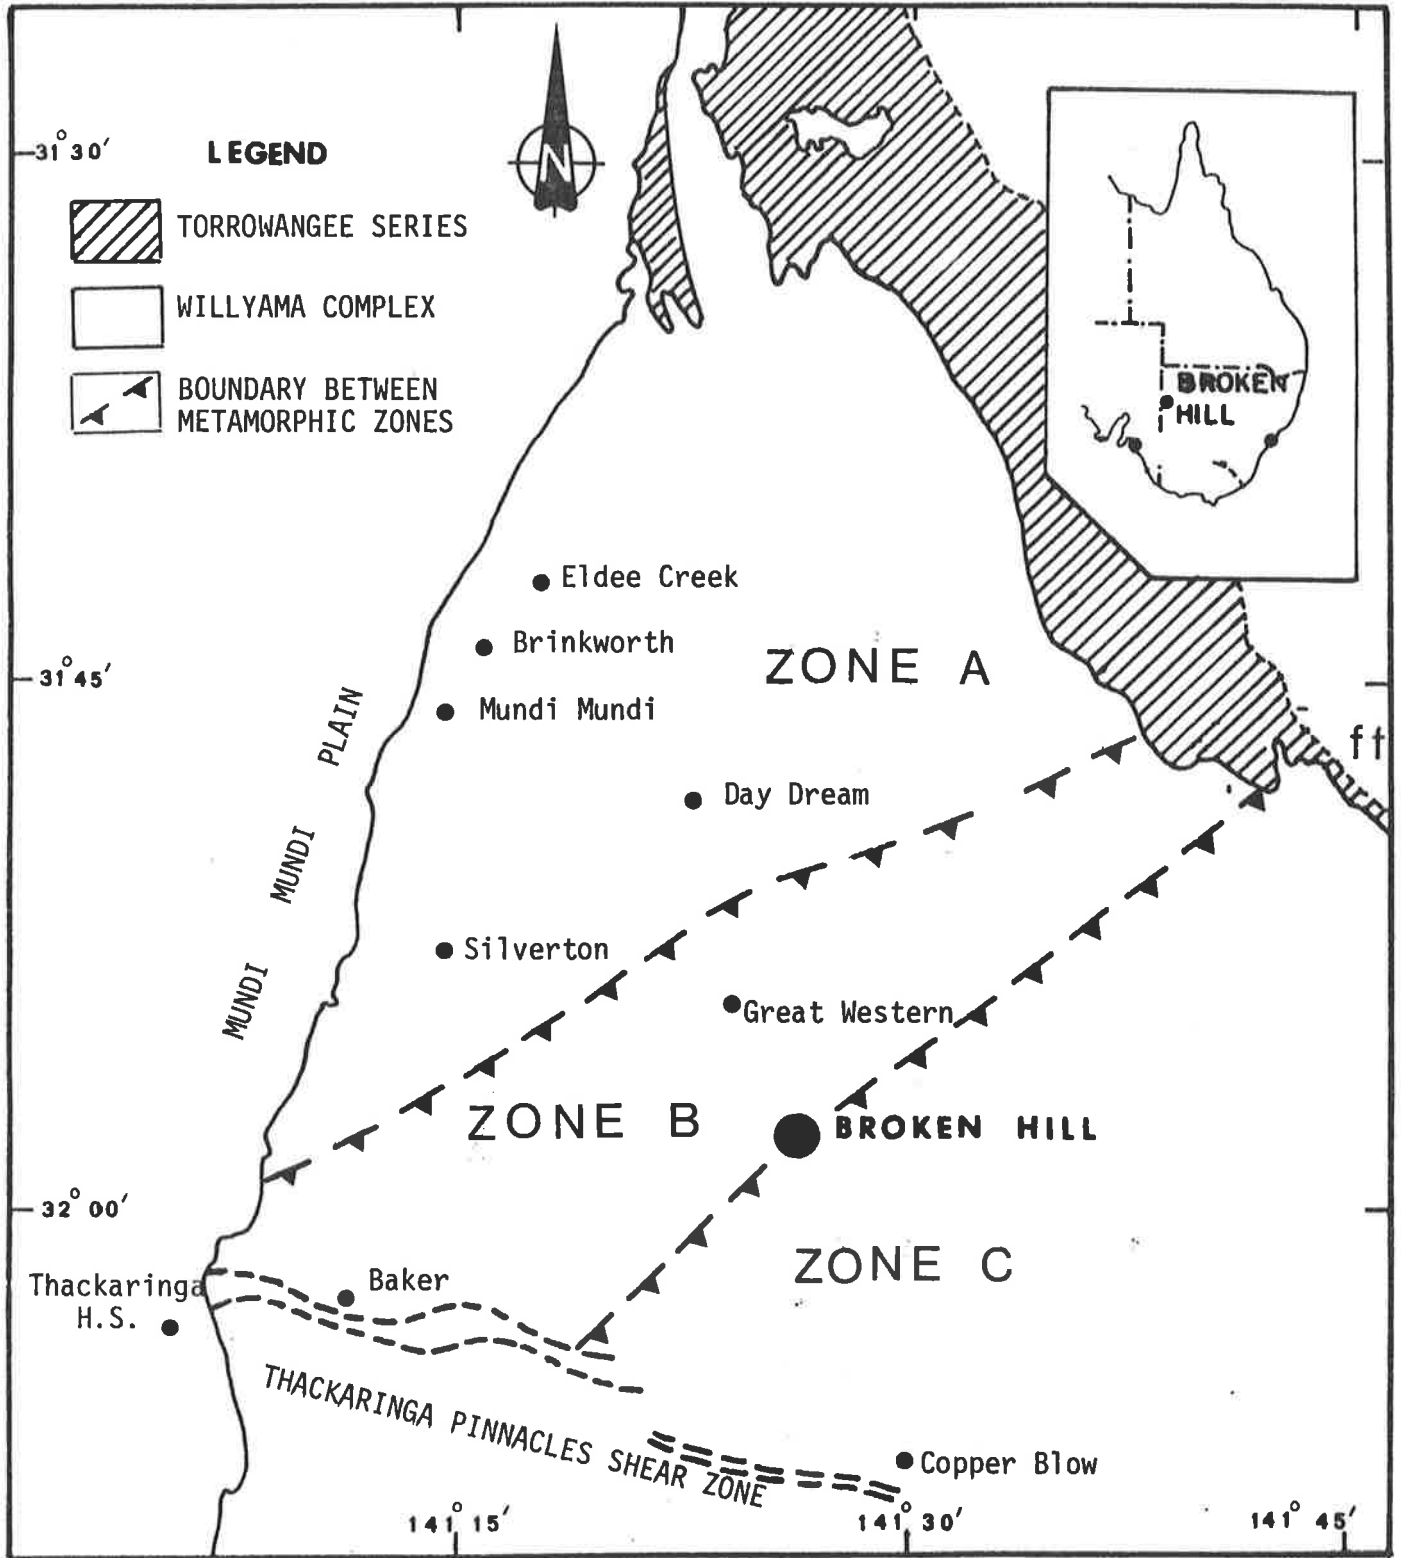 31°30′
LEGEND
TORROWANGEE SERIES
WILLYAMA COMPLEX
BOUNDARY BETWEEN
METAMORPHIC ZONES
N
BROKEN
HILL
Eldee Creek
Brinkworth
ZONE A
31°45′
Mundi Mundi
MUNDI MUNDI PLAIN
ft
Day Dream
Silverton
Great Western
ZONE B
BROKEN HILL
32°00′
ZONE C
Thackaringa
H.S.
Baker
THACKARINGA PINNACLES SHEAR ZONE
Copper Blow
141°15′
141°30′
141°45′